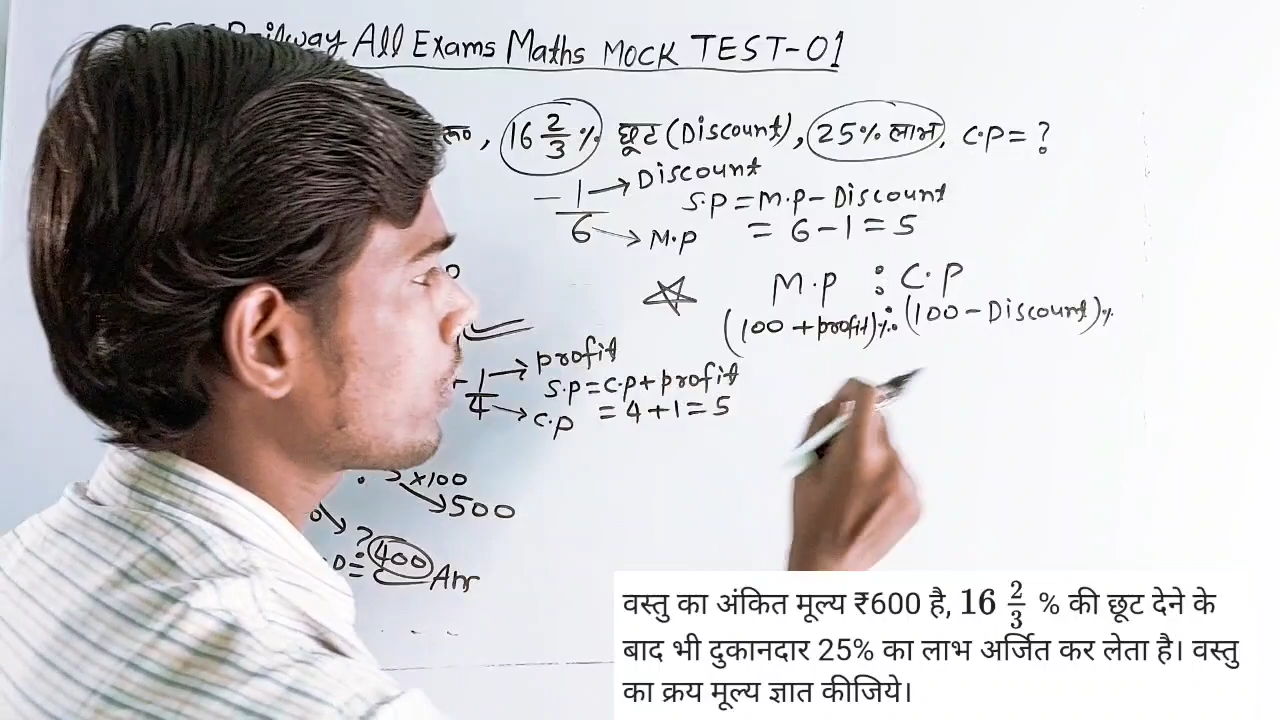 Railway All Exams Maths MOCK TEST-01
रू०, 16 2/3 % छूट (Discount), 25% लाभ, C.P = ?
- 1/6 → Discount
→ M.P
S.P = M.P - Discount
= 6 - 1 = 5
M.P : C.P
(100 + profit)% : (100 - Discount)%
1/4 → profit
→ C.P
S.P = C.P + profit
= 4 + 1 = 5
×100
→ 500
?
= 400 Ans
वस्तु का अंकित मूल्य ₹600 है, 16 2/3 % की छूट देने के
बाद भी दुकानदार 25% का लाभ अर्जित कर लेता है। वस्तु
का क्रय मूल्य ज्ञात कीजिये।